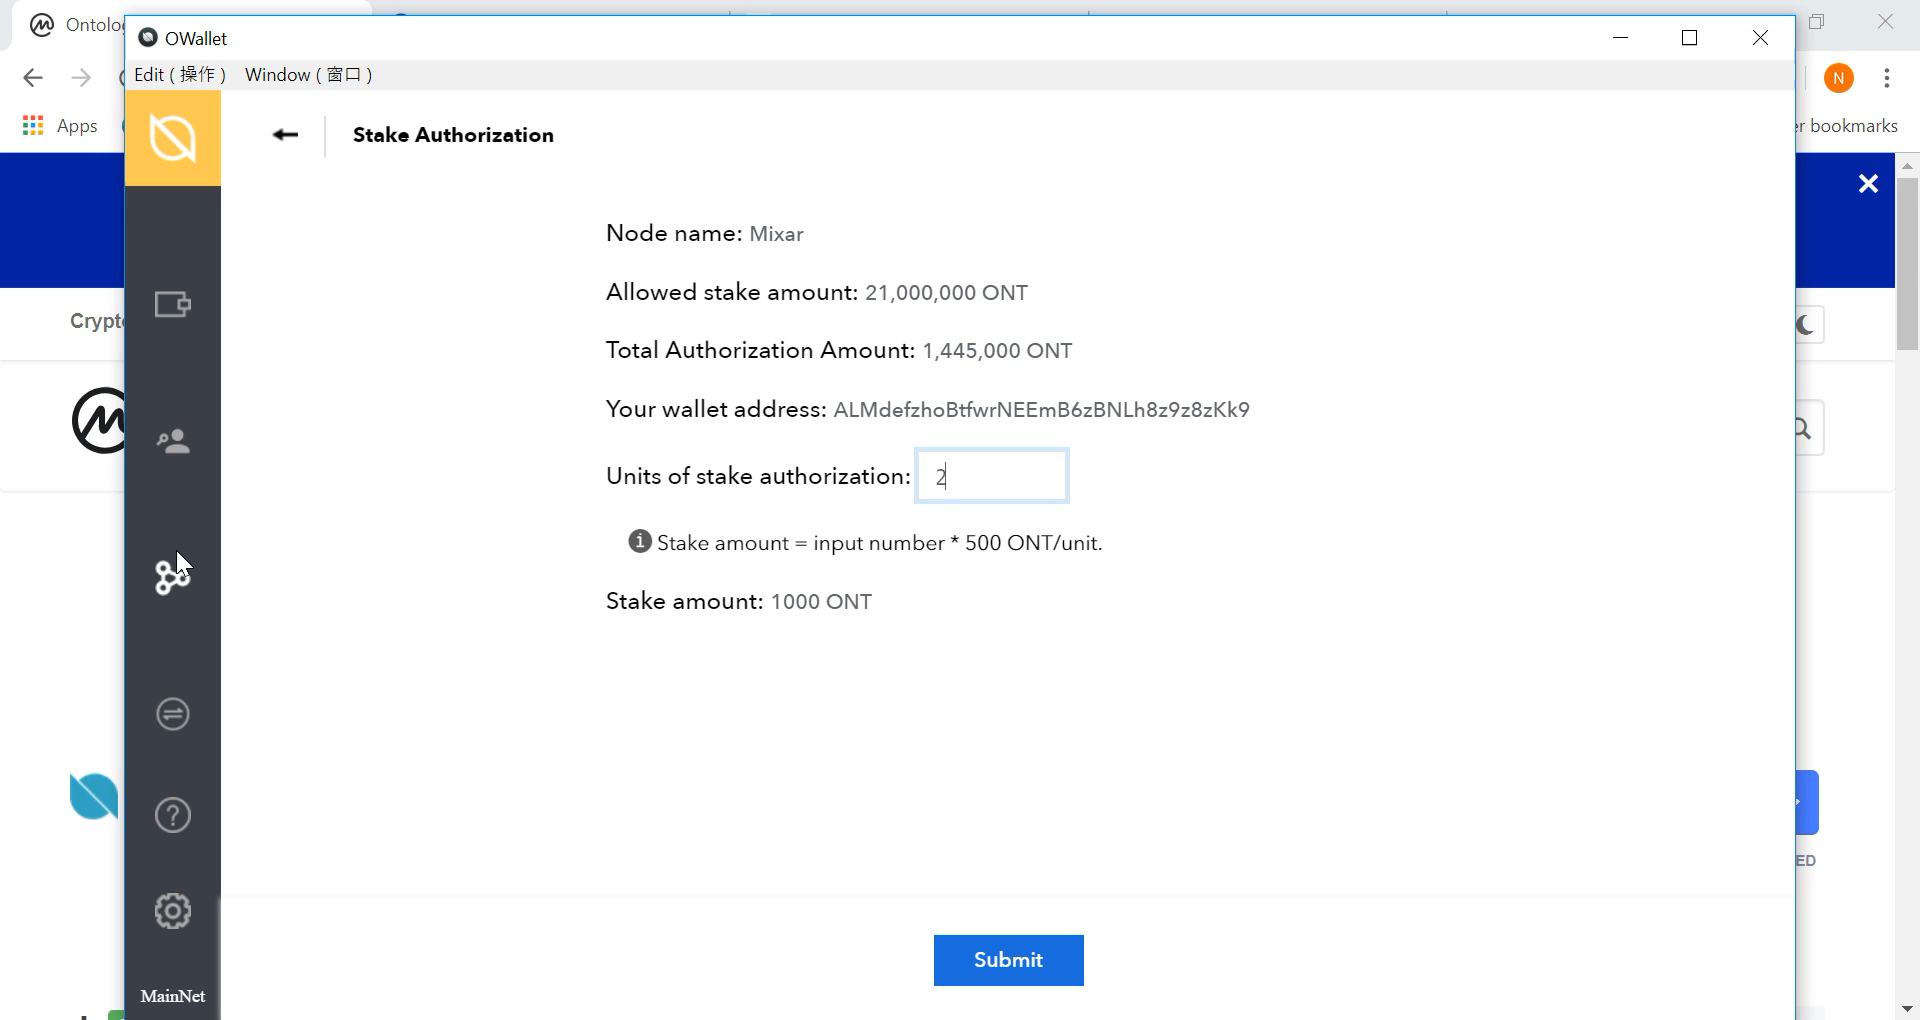 Ontolo
OWallet
Edit ( 操作 ) Window ( 窗口 )
N
Apps
er bookmarks
Stake Authorization
Node name: Mixar
Allowed stake amount: 21,000,000 ONT
Crypt
Total Authorization Amount: 1,445,000 ONT
Your wallet address: ALMdefzhoBtfwrNEEmB6zBNLh8z9z8zKk9
Units of stake authorization: 2
Stake amount = input number * 500 ONT/unit.
Stake amount: 1000 ONT
ED
Submit
MainNet